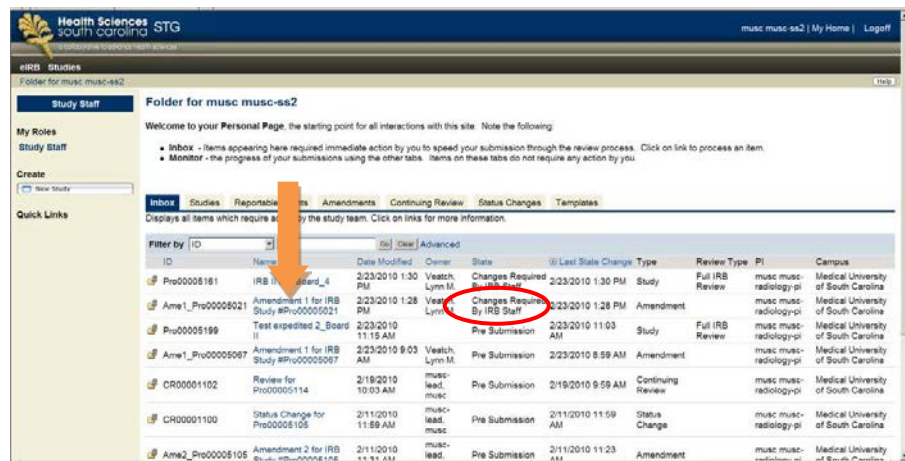 Health Sciences
south carolina STG
musc musc-ss2 | My Home | Logoff
eIRB Studies
Folder for musc musc-ss2
Help
Study Staff
Folder for musc musc-ss2
Welcome to your Personal Page, the starting point for all interactions with this site. Note the following:
My Roles
Study Staff
• Inbox - Items appearing here required immediate action by you to speed your submission through the review process. Click on link to process an item.
• Monitor - the progress of your submissions using the other tabs. Items on these tabs do not require any action by you.
Create
New Study
Quick Links
Inbox Studies Amendments Continuing Review Status Changes Templates
Displays all items which require by the study team. Click on links for more information.
Filter by ID Go Clear Advanced
ID Name Date Modified Owner State Last State Change Type Review Type PI Campus
Pro00005161 IRB 2/23/2010 1:30 PM Veatch, Lynn M. Changes Required By IRB Staff 2/23/2010 1:30 PM Study Full IRB Review musc musc-radiology-pi Medical University of South Carolina
Ame1_Pro00005021 Amendment 1 for IRB Study #Pro00005021 2/23/2010 1:28 PM Changes Required By IRB Staff 2/23/2010 1:28 PM Amendment musc musc-radiology-pi Medical University of South Carolina
Pro00005199 Test expedited 2_Board II 2/23/2010 11:15 AM Pre Submission 2/23/2010 11:03 AM Study Full IRB Review musc musc-radiology-pi Medical University of South Carolina
Ame1_Pro00005067 Amendment 1 for IRB Study #Pro00005067 2/23/2010 9:03 AM Veatch, Lynn M. Pre Submission 2/23/2010 8:59 AM Amendment musc musc-radiology-pi Medical University of South Carolina
CR00001102 Review for Pro00005114 2/19/2010 10:03 AM musc-lead, musc Pre Submission 2/19/2010 9:59 AM Continuing Review musc musc-radiology-pi Medical University of South Carolina
CR00001100 Status Change for Pro00005105 2/11/2010 11:59 AM musc-lead, musc Pre Submission 2/11/2010 11:59 AM Status Change musc musc-radiology-pi Medical University of South Carolina
Ame2_Pro00005105 Amendment 2 for IRB Study #Pro00005105 2/11/2010 11:31 AM musc-lead, Pre Submission 2/11/2010 11:23 AM Amendment musc musc-radiology-pi Medical University of South Carolina